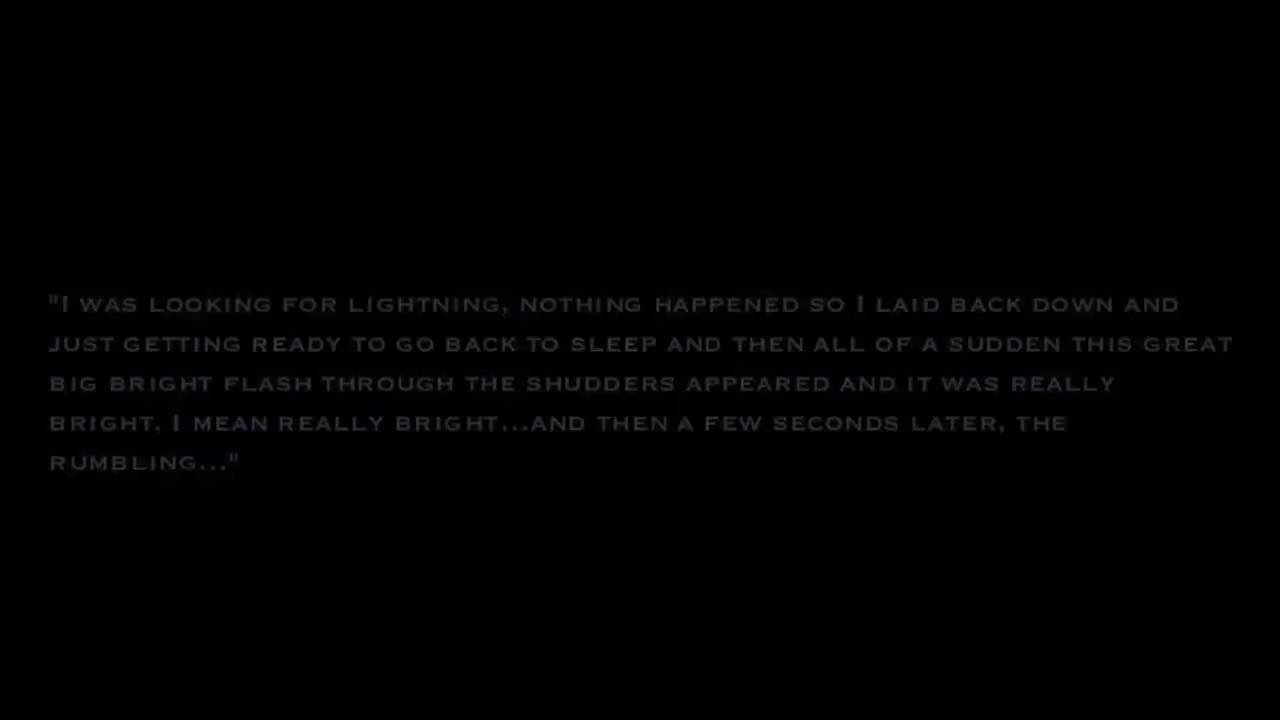 "I WAS LOOKING FOR LIGHTNING, NOTHING HAPPENED SO I LAID BACK DOWN AND
JUST GETTING READY TO GO BACK TO SLEEP AND THEN ALL OF A SUDDEN THIS GREAT
BIG BRIGHT FLASH THROUGH THE SHUDDERS APPEARED AND IT WAS REALLY
BRIGHT, I MEAN REALLY BRIGHT...AND THEN A FEW SECONDS LATER, THE
RUMBLING..."